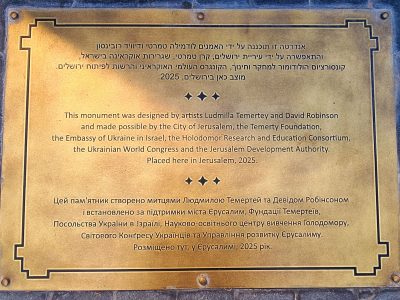 אנדרטה זו תוכננה על ידי האמנים לודמילה טמרטי ודיוויד רובינסון
והתאפשרה על ידי עיריית ירושלים, קרן טמרטי, שגרירות אוקראינה בישראל,
קונסורציום הולודומור למחקר וחינוך, הקונגרס העולמי האוקראיני והרשות לפיתוח ירושלים.
מוצב כאן בירושלים, 2025.
This monument was designed by artists Ludmilla Temertey and David Robinson
and made possible by the City of Jerusalem, the Temerty Foundation,
the Embassy of Ukraine in Israel, the Holodomor Research and Education Consortium,
the Ukrainian World Congress and the Jerusalem Development Authority.
Placed here in Jerusalem, 2025.
Цей пам'ятник створено митцями Людмилою Темертей та Девідом Робінсоном
і встановлено за підтримки міста Єрусалим, Фундації Темертеїв,
Посольства України в Ізраїлі, Науково-освітнього центру вивчення Голодомору,
Світового Конґресу Українців та Управління розвитку Єрусалиму.
Розміщено тут, у Єрусалимі, 2025 рік.